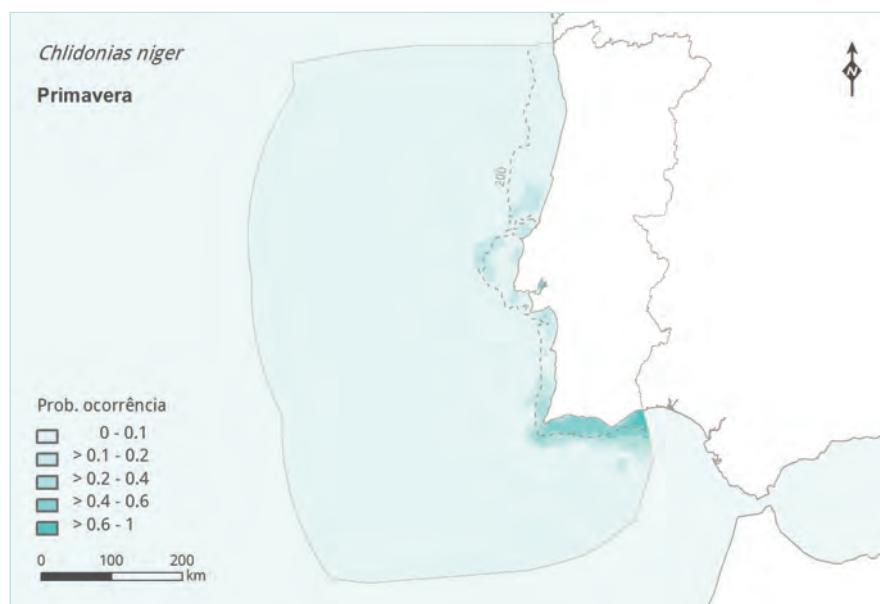 Chlidonias niger
Primavera
N
200
Prob. ocorrência
0 - 0.1
> 0.1 - 0.2
> 0.2 - 0.4
> 0.4 - 0.6
> 0.6 - 1
0 100 200
km